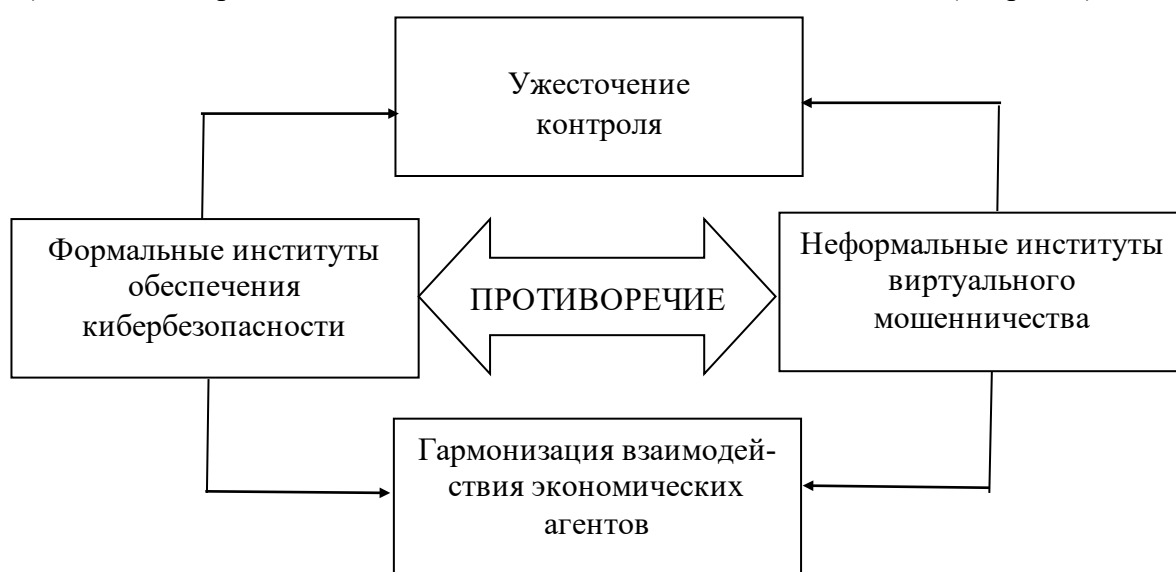 Ужесточение
контроля
Формальные институты
обеспечения
кибербезопасности
ПРОТИВОРЕЧИЕ
Неформальные институты
виртуального
мошенничества
Гармонизация взаимодей-
ствия экономических
агентов